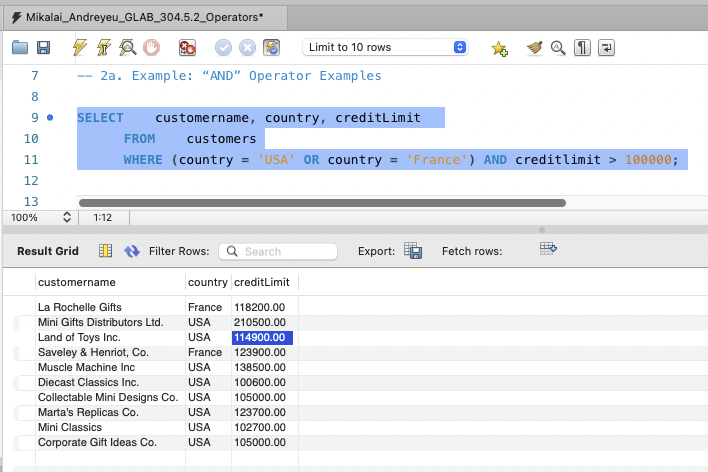 Mikalai_Andreyeu_GLAB_304.5.2_Operators*
Limit to 10 rows
7 -- 2a. Example: “AND” Operator Examples
8
9 SELECT customername, country, creditLimit
10 FROM customers
11 WHERE (country = 'USA' OR country = 'France') AND creditlimit > 100000;
12
13
100% 1:12
Result Grid Filter Rows: Search Export: Fetch rows:
customername country creditLimit
La Rochelle Gifts France 118200.00
Mini Gifts Distributors Ltd. USA 210500.00
Land of Toys Inc. USA 114900.00
Saveley & Henriot, Co. France 123900.00
Muscle Machine Inc USA 138500.00
Diecast Classics Inc. USA 100600.00
Collectable Mini Designs Co. USA 105000.00
Marta's Replicas Co. USA 123700.00
Mini Classics USA 102700.00
Corporate Gift Ideas Co. USA 105000.00